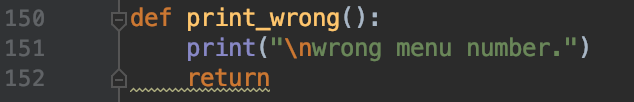 150 def print_wrong():
151     print("\nwrong menu number.")
152     return